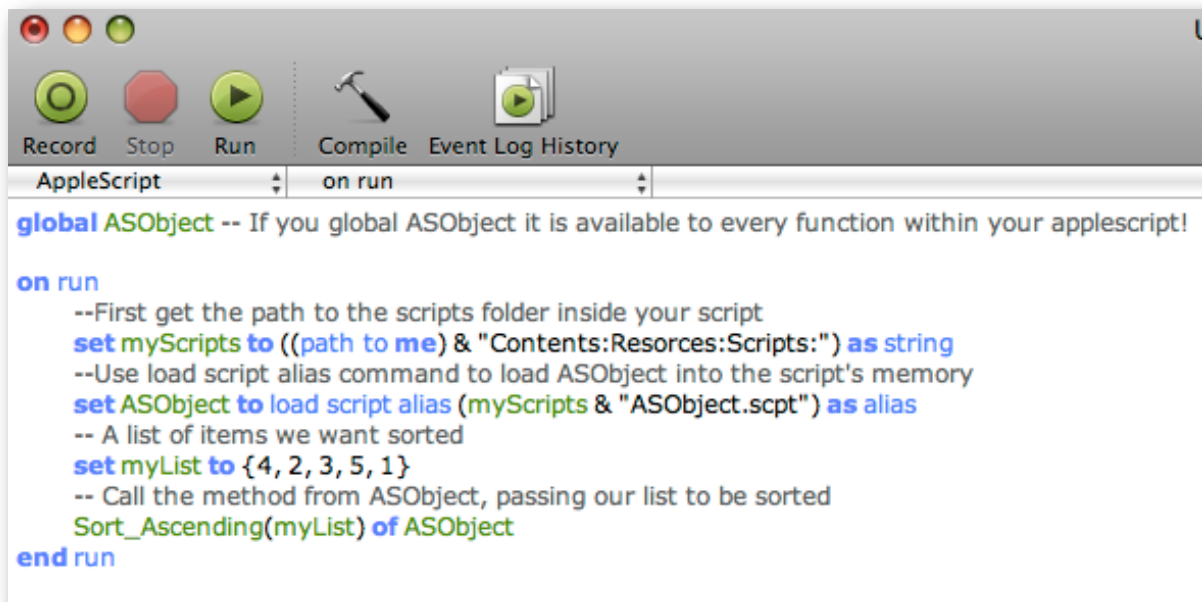 Record Stop Run Compile Event Log History
AppleScript on run
global ASObject -- If you global ASObject it is available to every function within your applescript!
on run
--First get the path to the scripts folder inside your script
set myScripts to ((path to me) & "Contents:Resorces:Scripts:") as string
--Use load script alias command to load ASObject into the script's memory
set ASObject to load script alias (myScripts & "ASObject.scpt") as alias
-- A list of items we want sorted
set myList to {4, 2, 3, 5, 1}
-- Call the method from ASObject, passing our list to be sorted
Sort_Ascending(myList) of ASObject
end run